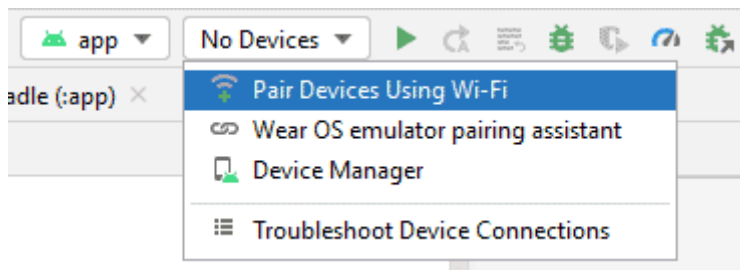 app
No Devices
adle (:app)
Pair Devices Using Wi-Fi
Wear OS emulator pairing assistant
Device Manager
Troubleshoot Device Connections